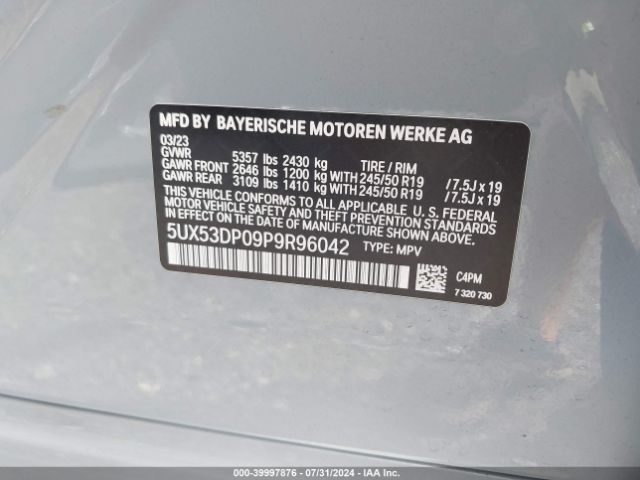 MFD BY BAYERISCHE MOTOREN WERKE AG
03/23
GVWR 5357 lbs 2430 kg TIRE / RIM
GAWR FRONT 2646 lbs 1200 kg WITH 245/50 R19 / 7.5J x 19
GAWR REAR 3109 lbs 1410 kg WITH 245/50 R19 / 7.5J x 19
THIS VEHICLE CONFORMS TO ALL APPLICABLE U. S. FEDERAL
MOTOR VEHICLE SAFETY, BUMPER, AND THEFT PREVENTION
STANDARDS IN EFFECT ON THE DATE OF MANUFACTURE SHOWN ABOVE.
5UX53DP09P9R96042 TYPE: MPV
C4PM
7 320 730
000-39997876 - 07/31/2024 - IAA Inc.